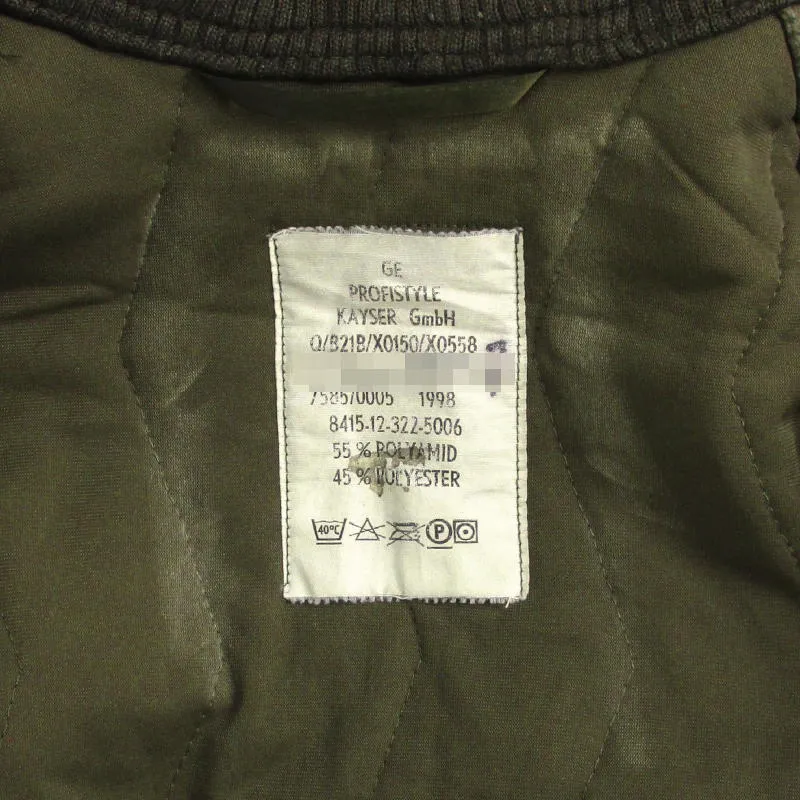 GE
PROFISTYLE
KAYSER GmbH
Q/B21B/X0150/X0558
7585/0005 1998
8415-12-322-5006
55 % POLYAMID
45 % POLYESTER
40°C P